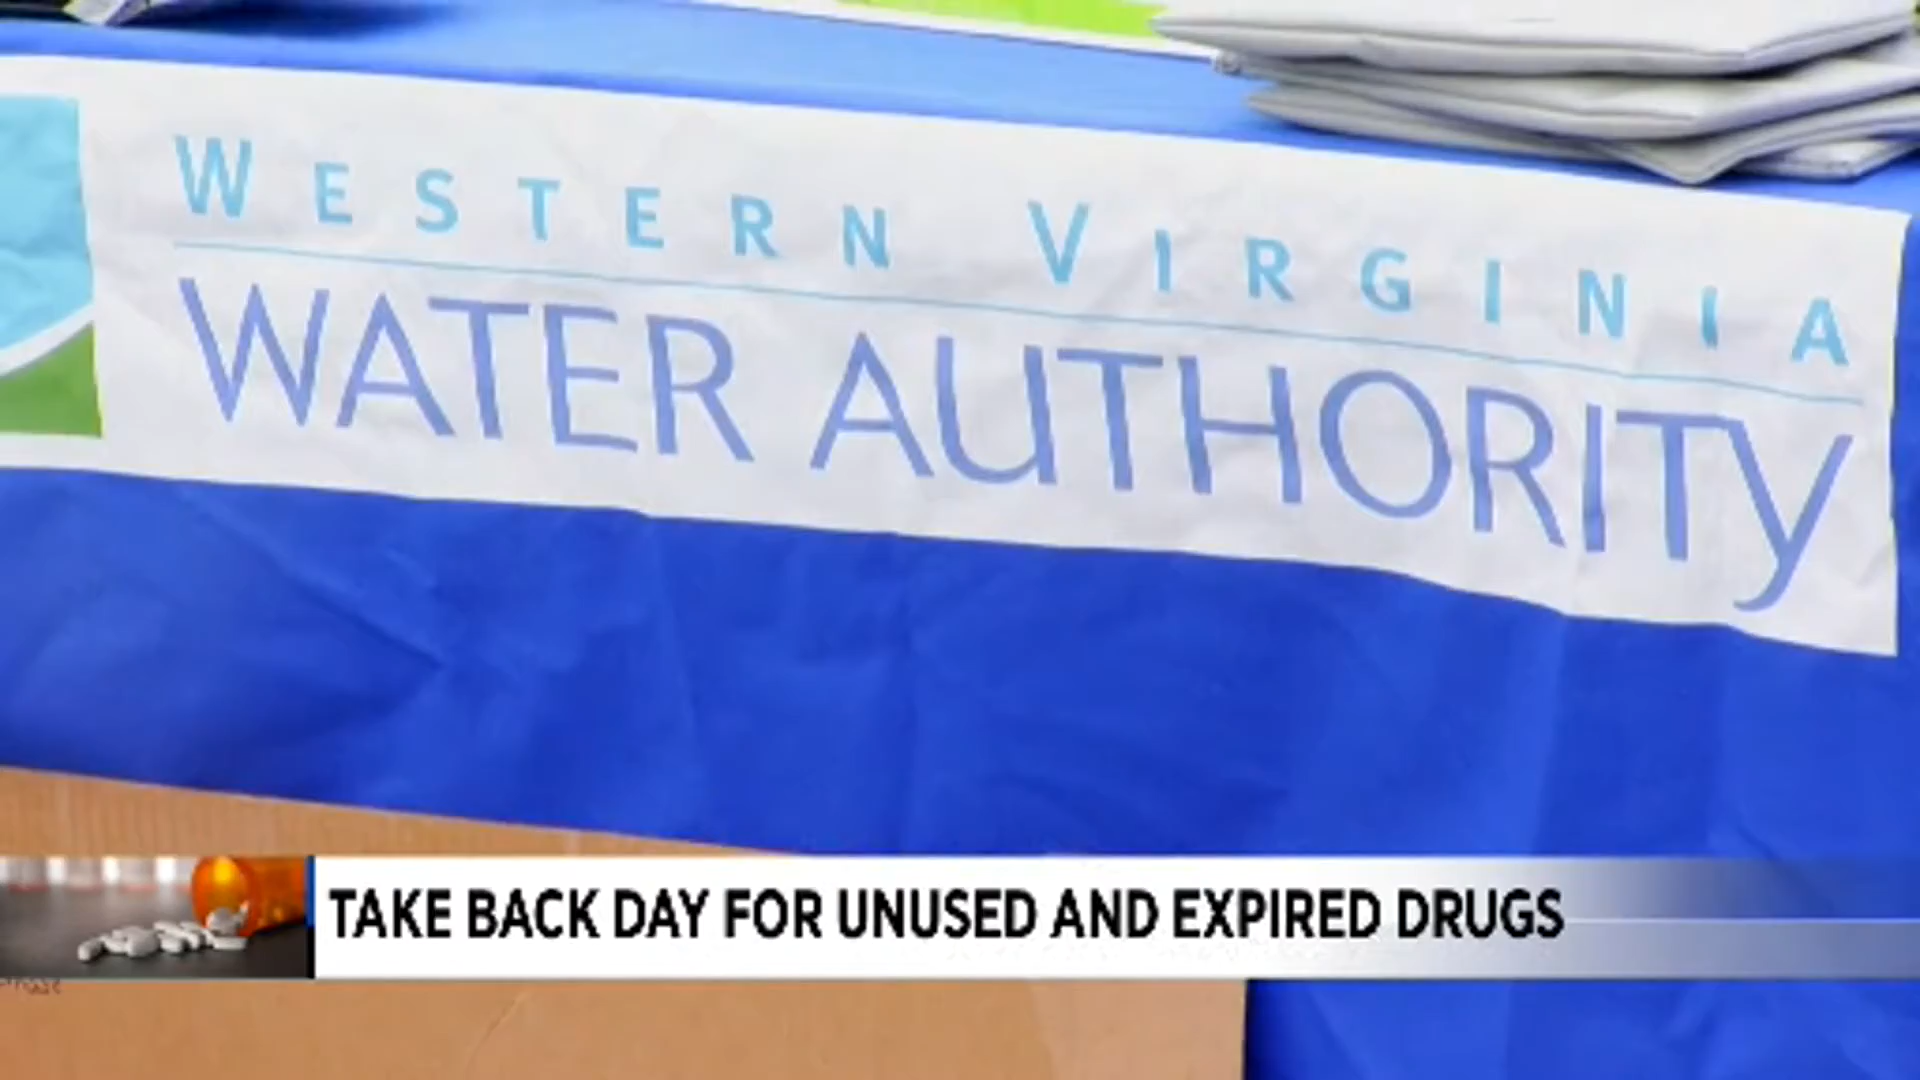 WESTERN VIRGINIA
WATER AUTHORITY
TAKE BACK DAY FOR UNUSED AND EXPIRED DRUGS